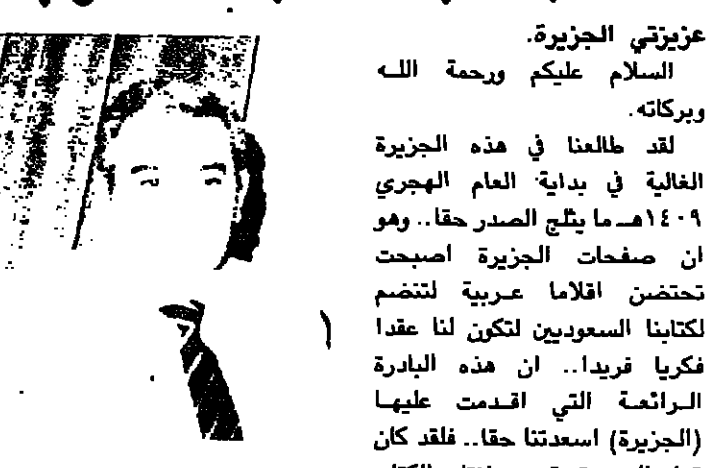 عزيزتي الجزيرة.
السلام عليكم ورحمة الله
وبركاته.
لقد طالعنا في هذه الجزيرة
الغالية في بداية العام الهجري
١٤٠٩هـ ما يثلج الصدر حقا.. وهو
ان صفحات الجزيرة اصبحت
تحتضن اقلاما عربية لتنضم
لكتابنا السعوديين لتكون لنا عقدا
فكريا فريدا.. ان هذه البادرة
الرائعة التي اقدمت عليها
(الجزيرة) اسعدتنا حقا.. فلقد كان